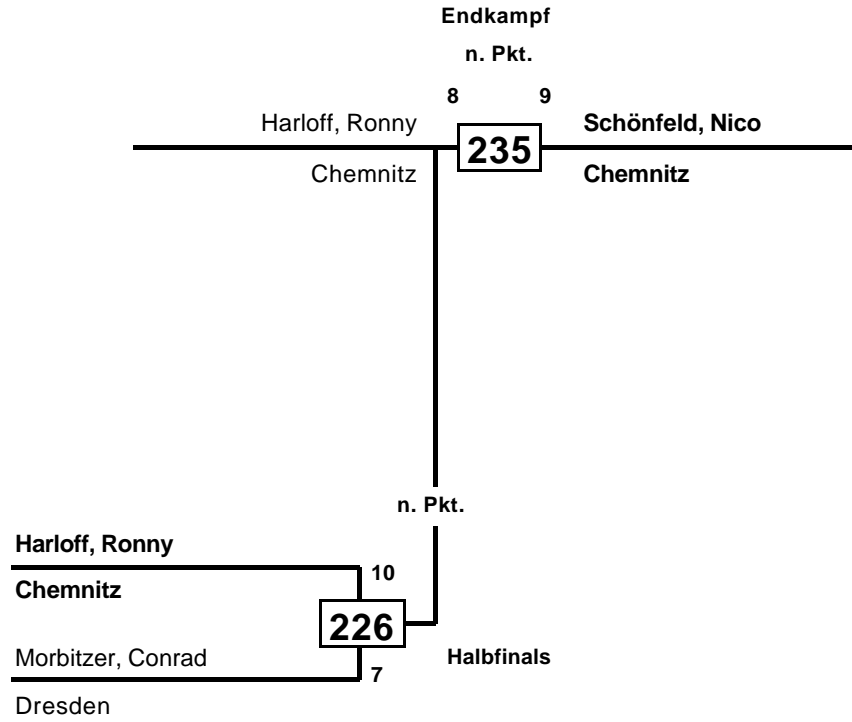 Endkampf
n. Pkt.
8 9
Harloff, Ronny 235 Schönfeld, Nico
Chemnitz Chemnitz
n. Pkt.
Harloff, Ronny
10
Chemnitz
226
Morbitzer, Conrad Halbfinals
7
Dresden